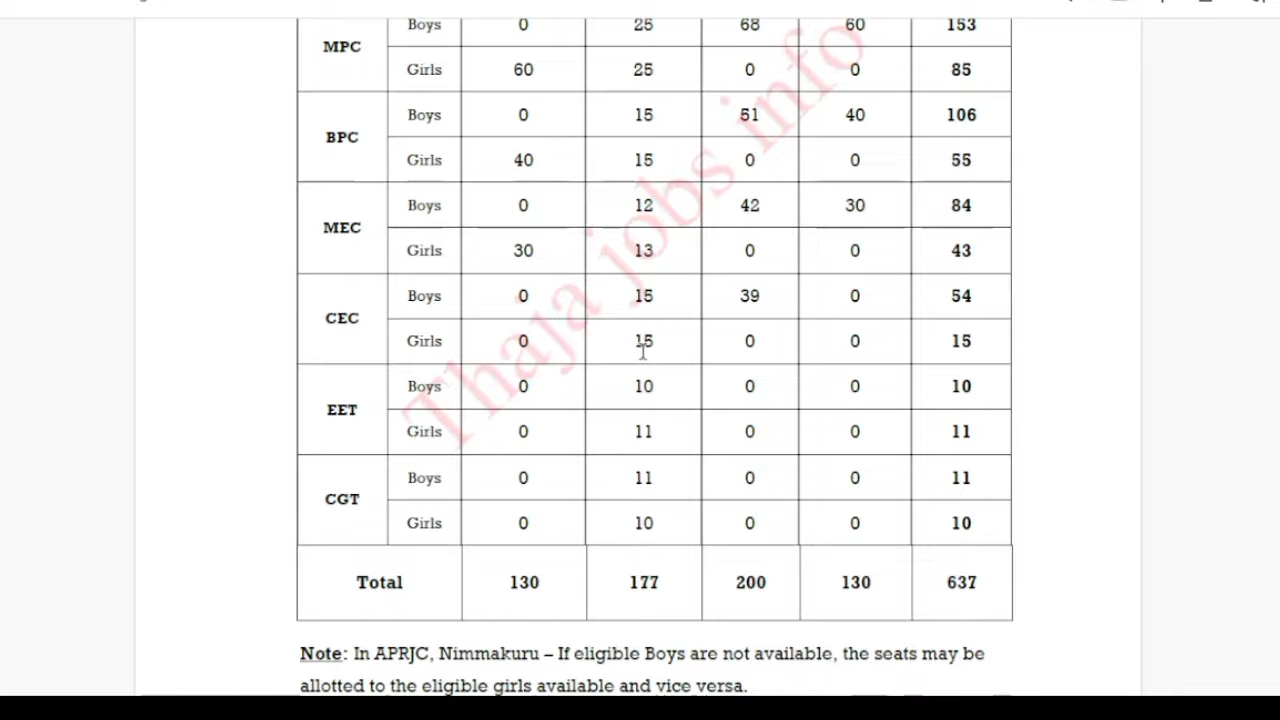 MPC Boys 0 25 68 60 153
Girls 60 25 0 0 85
BPC Boys 0 15 51 40 106
Girls 40 15 0 0 55
MEC Boys 0 12 42 30 84
Girls 30 13 0 0 43
CEC Boys 0 15 39 0 54
Girls 0 15 0 0 15
EET Boys 0 10 0 0 10
Girls 0 11 0 0 11
CGT Boys 0 11 0 0 11
Girls 0 10 0 0 10
Total 130 177 200 130 637
Note: In APRJC, Nimmakuru – If eligible Boys are not available, the seats may be
allotted to the eligible girls available and vice versa.
Thaja jobs info